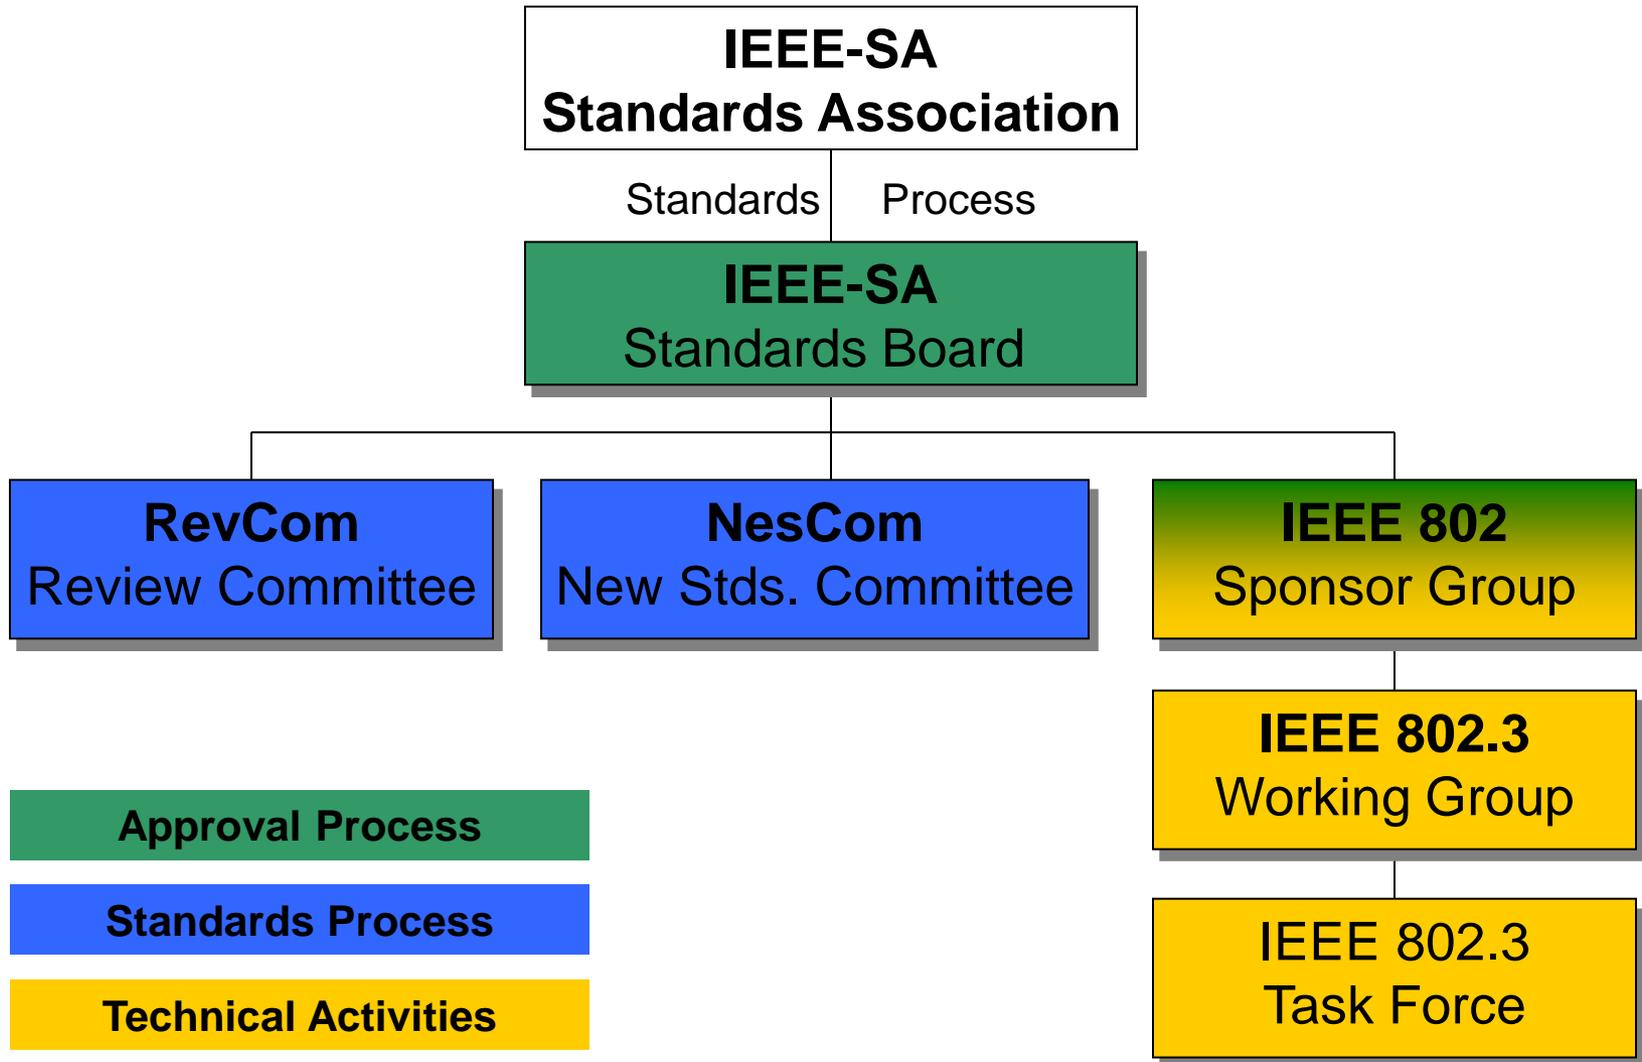 IEEE-SA
Standards Association
Standards Process
IEEE-SA
Standards Board
RevCom
Review Committee
NesCom
New Stds. Committee
IEEE 802
Sponsor Group
IEEE 802.3
Working Group
IEEE 802.3
Task Force
Approval Process
Standards Process
Technical Activities